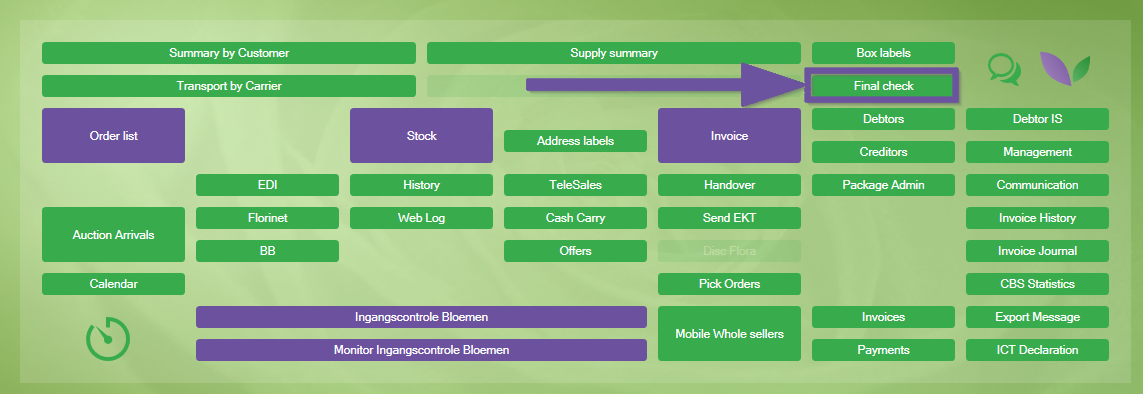 Summary by Customer
Supply summary
Box labels
Transport by Carrier
Final check
Order list
Stock
Address labels
Invoice
Debtors
Debtor IS
Creditors
Management
EDI
History
TeleSales
Handover
Package Admin
Communication
Auction Arrivals
Florinet
Web Log
Cash Carry
Send EKT
Invoice History
BB
Offers
Disc Flora
Invoice Journal
Calendar
Pick Orders
CBS Statistics
Ingangscontrole Bloemen
Mobile Whole sellers
Invoices
Export Message
Monitor Ingangscontrole Bloemen
Payments
ICT Declaration